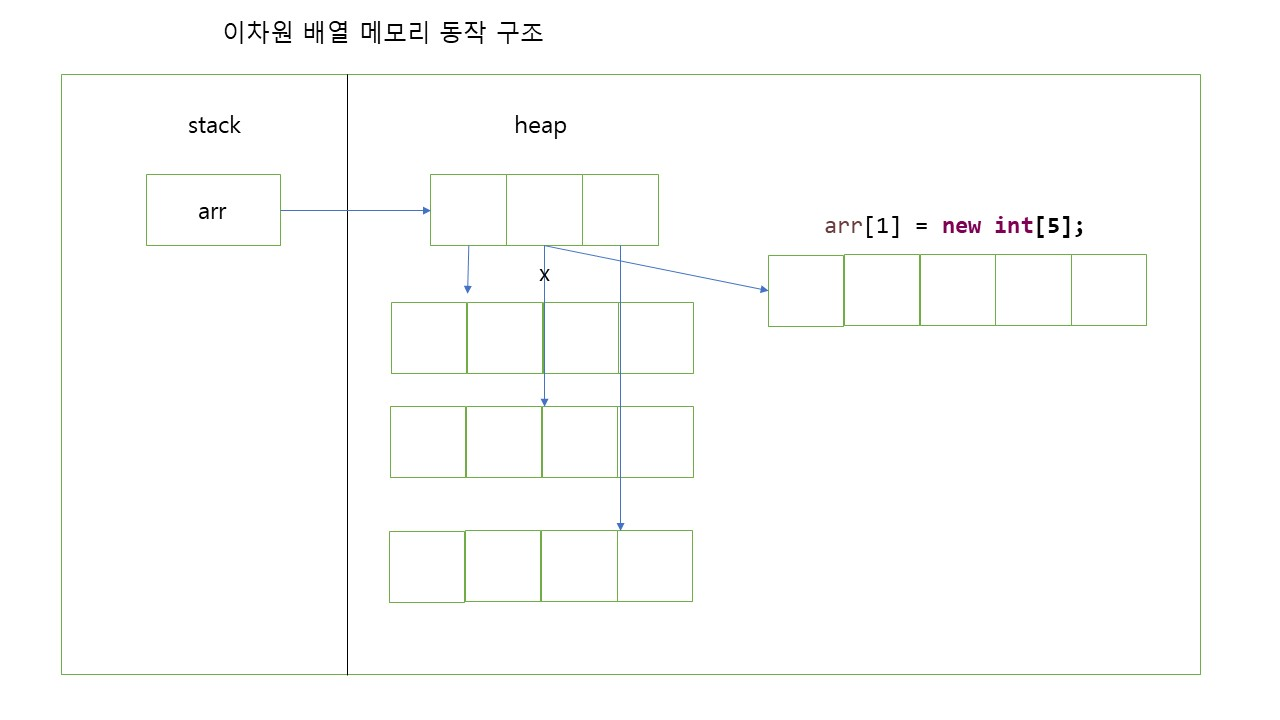 이차원 배열 메모리 동작 구조
stack
heap
arr
arr[1] = new int[5];
x